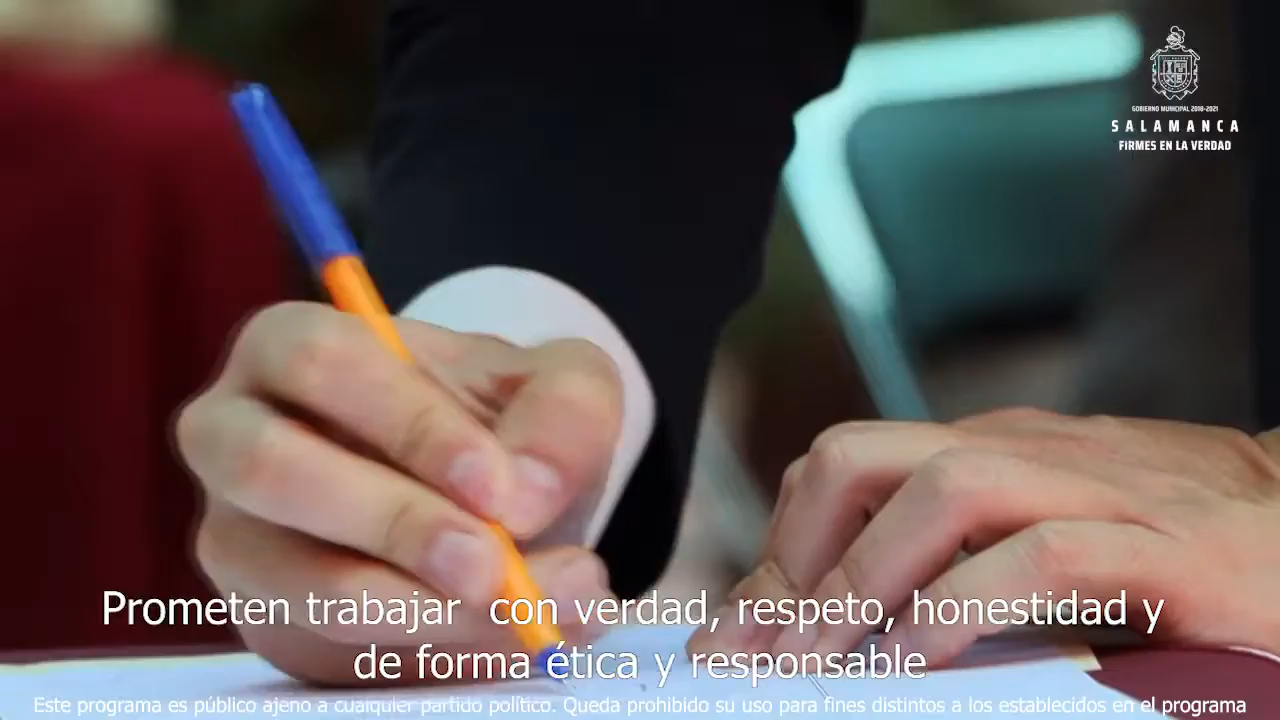 GOBIERNO MUNICIPAL 2018-2021
SALAMANCA
FIRMES EN LA VERDAD
Prometen trabajar con verdad, respeto, honestidad y
de forma ética y responsable
Este programa es público ajeno a cualquier partido político. Queda prohibido su uso para fines distintos a los establecidos en el programa